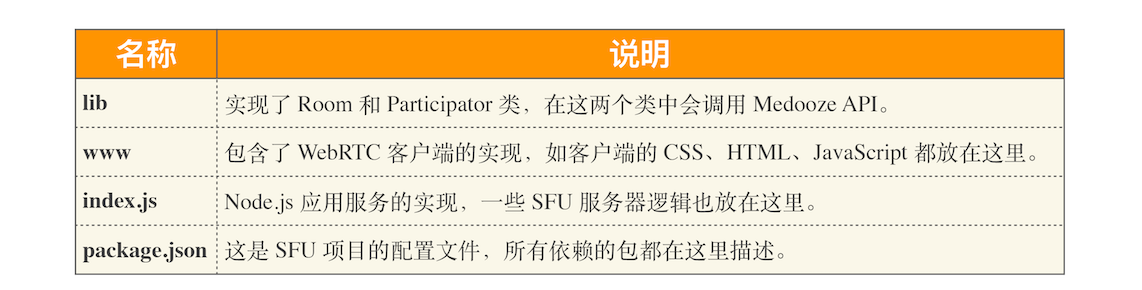 名称 说明
lib 实现了 Room 和 Participator 类，在这两个类中会调用 Medooze API。
www 包含了 WebRTC 客户端的实现，如客户端的 CSS、HTML、JavaScript 都放在这里。
index.js Node.js 应用服务的实现，一些 SFU 服务器逻辑也放在这里。
package.json 这是 SFU 项目的配置文件，所有依赖的包都在这里描述。